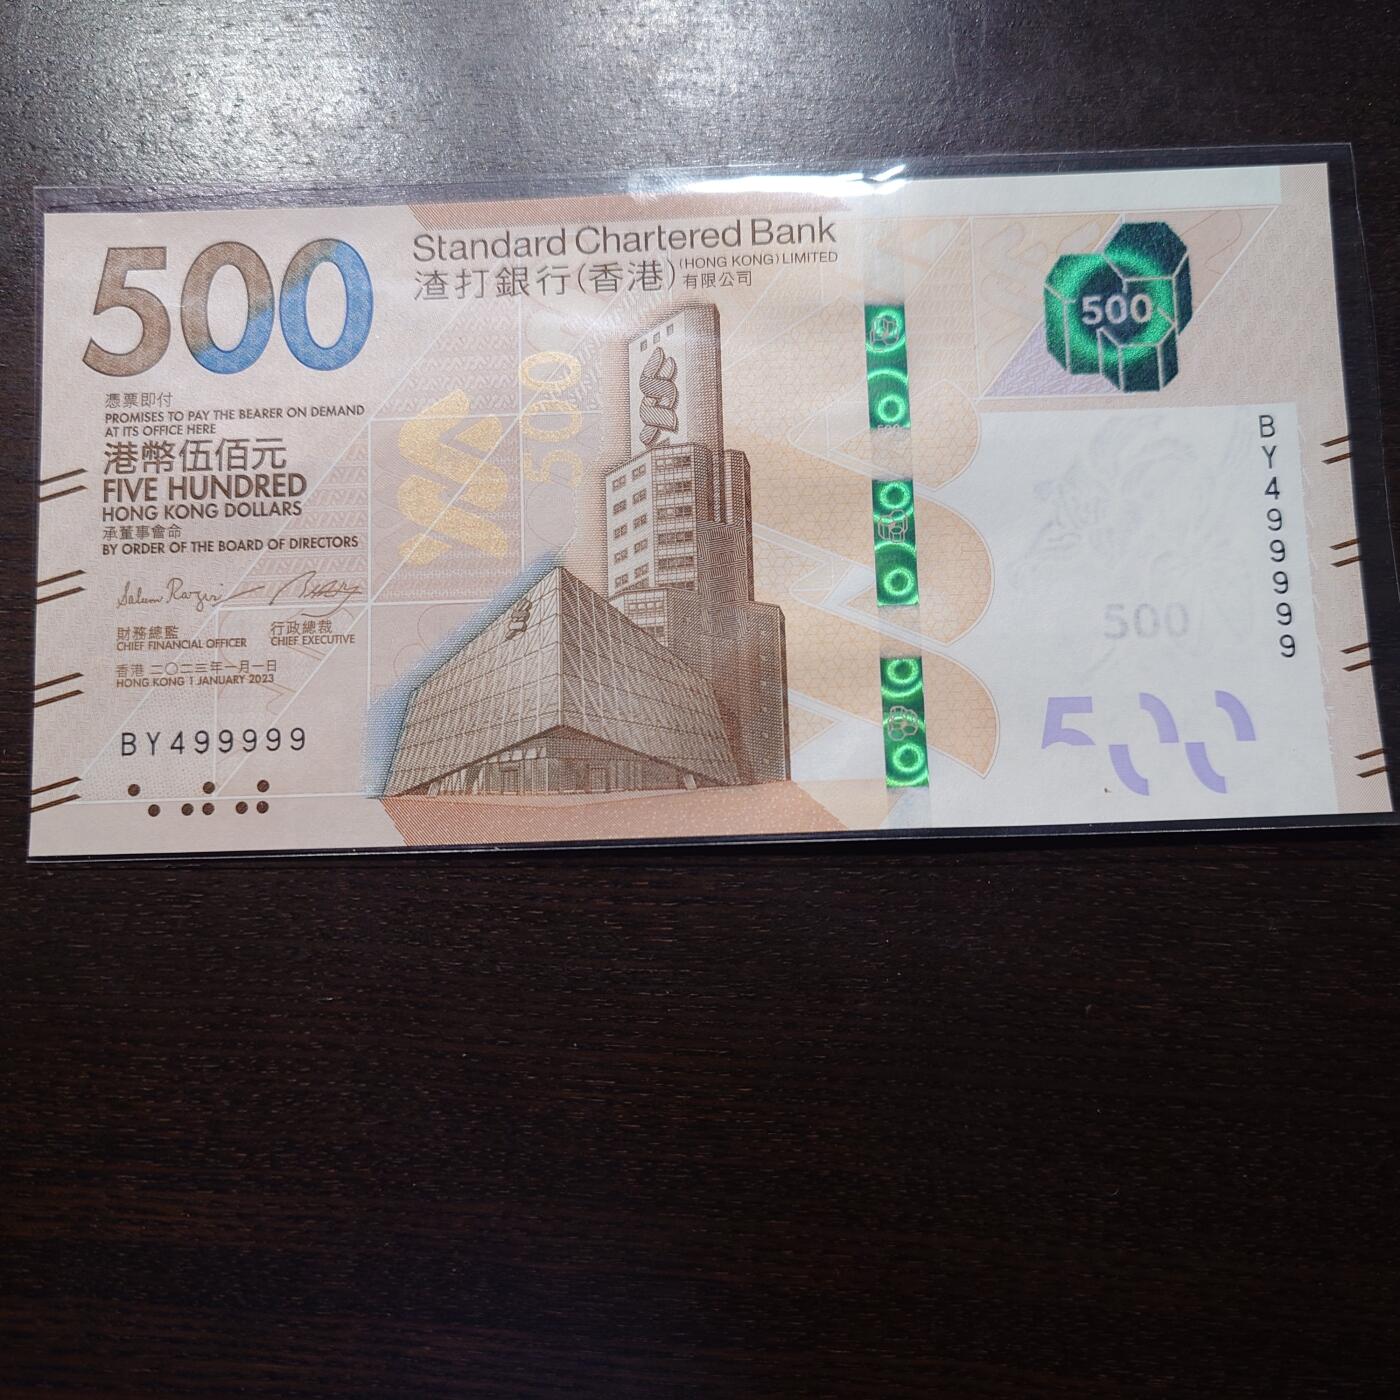 500
Standard Chartered Bank
(HONG KONG) LIMITED
渣打銀行(香港)有限公司
憑票即付
PROMISES TO PAY THE BEARER ON DEMAND
AT ITS OFFICE HERE
港幣伍佰元
FIVE HUNDRED
HONG KONG DOLLARS
承董事會命
BY ORDER OF THE BOARD OF DIRECTORS
財務總監
CHIEF FINANCIAL OFFICER
行政總裁
CHIEF EXECUTIVE
香港 二〇二三年一月一日
HONG KONG 1 JANUARY 2023
BY499999
500
500
BY499999
500
500